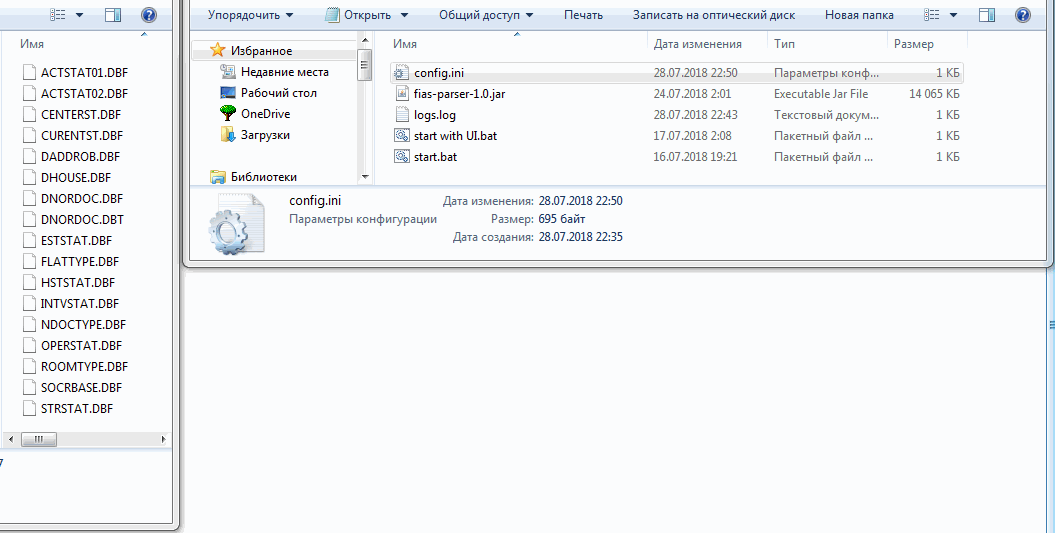 Имя
ACTSTAT01.DBF
ACTSTAT02.DBF
CENTERST.DBF
CURENTST.DBF
DADDROB.DBF
DHOUSE.DBF
DNORDOC.DBF
DNORDOC.DBT
ESTSTAT.DBF
FLATTYPE.DBF
HSTSTAT.DBF
INTVSTAT.DBF
NDOCTYPE.DBF
OPERSTAT.DBF
ROOMTYPE.DBF
SOCRBASE.DBF
STRSTAT.DBF
7
Упорядочить Открыть Общий доступ Печать Записать на оптический диск Новая папка
Избранное
Недавние места
Рабочий стол
OneDrive
Загрузки
Библиотеки
Имя Дата изменения Тип Размер
config.ini 28.07.2018 22:50 Параметры конф... 1 КБ
fias-parser-1.0.jar 24.07.2018 2:01 Executable Jar File 14 065 КБ
logs.log 28.07.2018 22:43 Текстовый докум... 1 КБ
start with UI.bat 17.07.2018 2:08 Пакетный файл ... 1 КБ
start.bat 16.07.2018 19:21 Пакетный файл ... 1 КБ
config.ini Дата изменения: 28.07.2018 22:50
Параметры конфигурации Размер: 695 байт
Дата создания: 28.07.2018 22:35